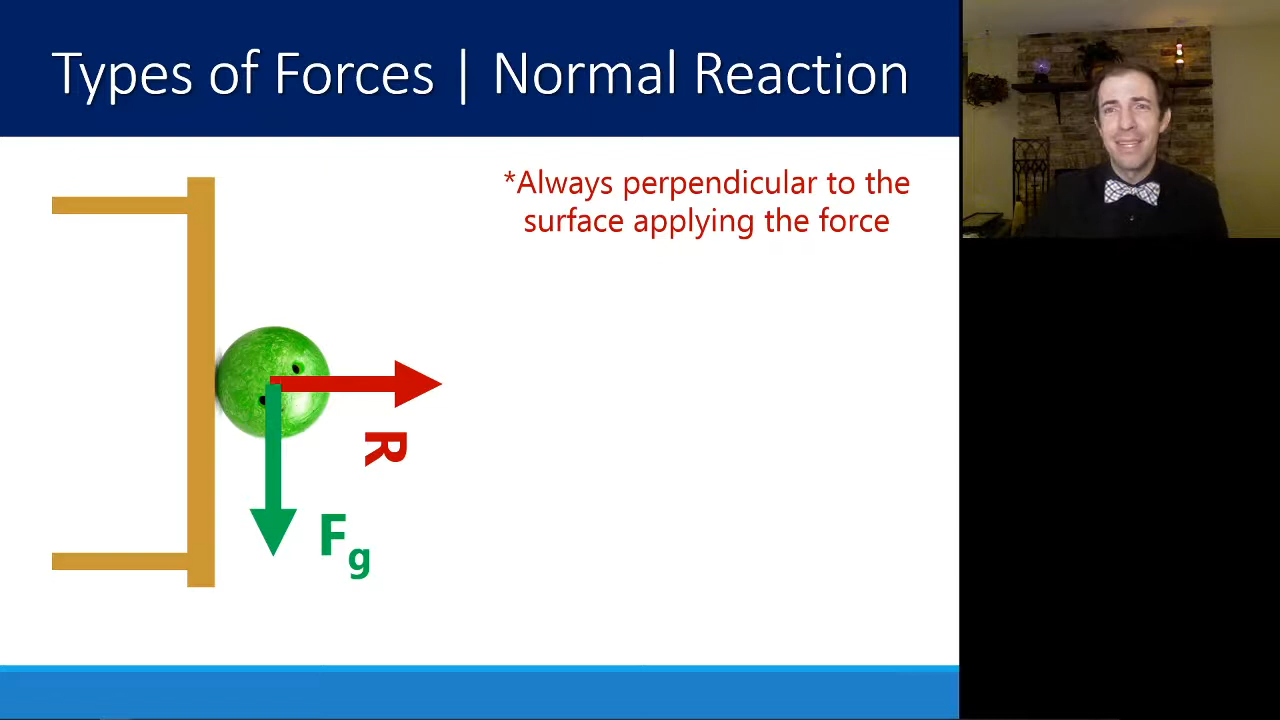 Types of Forces | Normal Reaction
*Always perpendicular to the
surface applying the force
R
Fg